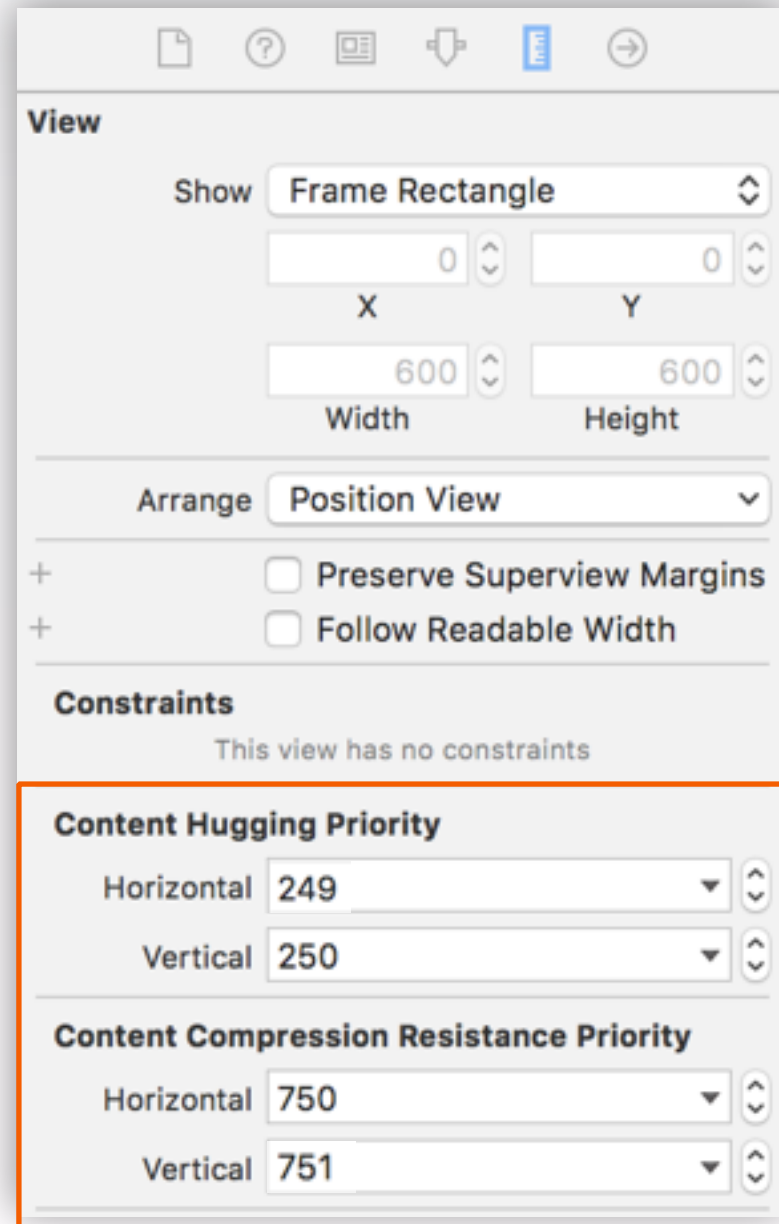 View
Show Frame Rectangle
0 0
X Y
600 600
Width Height
Arrange Position View
Preserve Superview Margins
Follow Readable Width
Constraints
This view has no constraints
Content Hugging Priority
Horizontal 249
Vertical 250
Content Compression Resistance Priority
Horizontal 750
Vertical 751